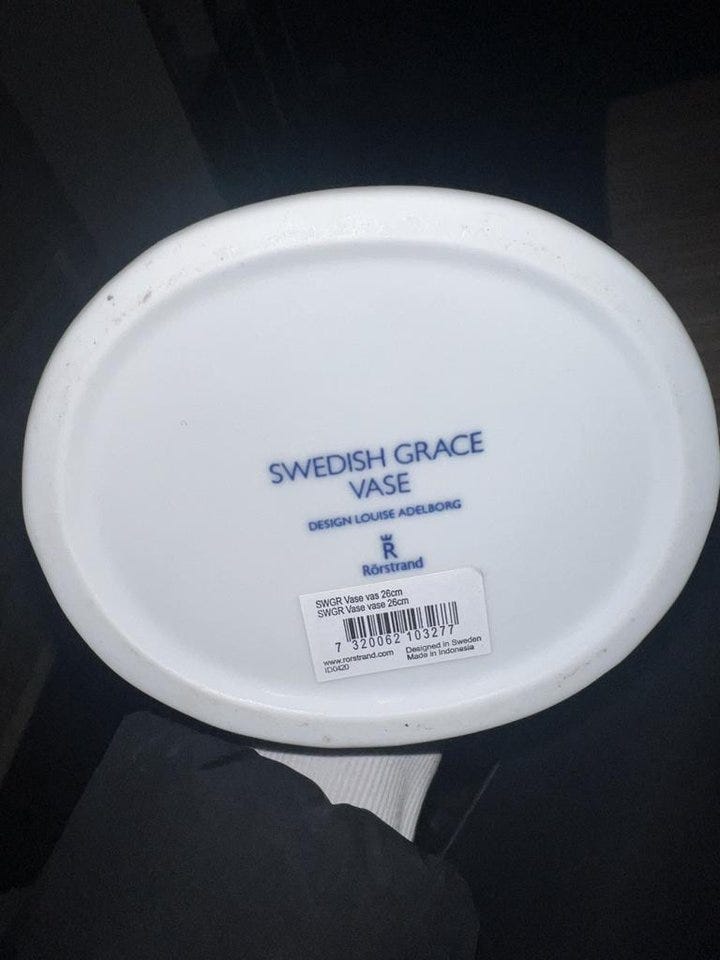 SWEDISH GRACE
VASE
DESIGN LOUISE ADELBORG
R
Rörstrand
SWGR Vase vas 26cm
SWGR Vase vase 26cm
7 320062 103277
www.rorstrand.com Designed in Sweden
ID0420 Made in Indonesia